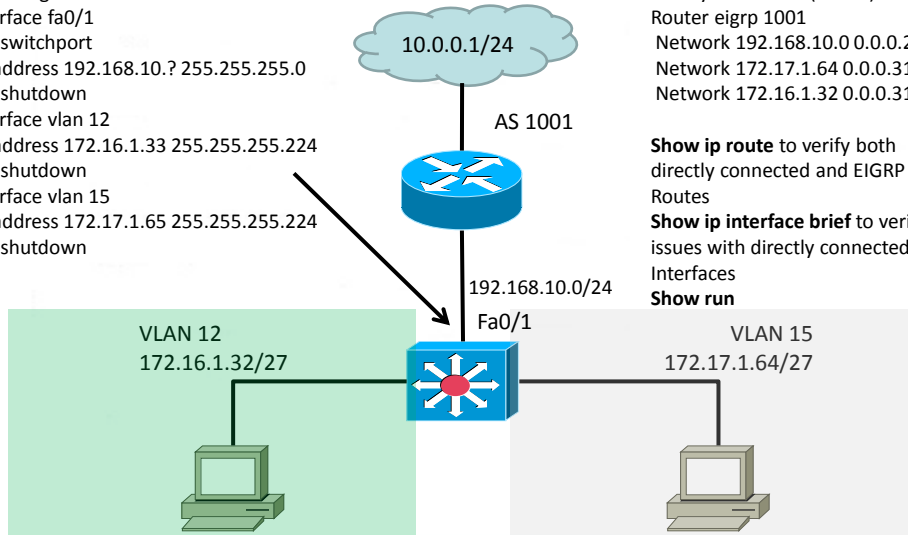 rface fa0/1
switchport
address 192.168.10.? 255.255.255.0
shutdown
rface vlan 12
address 172.16.1.33 255.255.255.224
shutdown
rface vlan 15
address 172.17.1.65 255.255.255.224
shutdown
10.0.0.1/24
AS 1001
Router eigrp 1001
Network 192.168.10.0 0.0.0.2
Network 172.17.1.64 0.0.0.31
Network 172.16.1.32 0.0.0.31
Show ip route to verify both
directly connected and EIGRP
Routes
Show ip interface brief to veri
issues with directly connected
Interfaces
Show run
192.168.10.0/24
Fa0/1
VLAN 12
172.16.1.32/27
VLAN 15
172.17.1.64/27